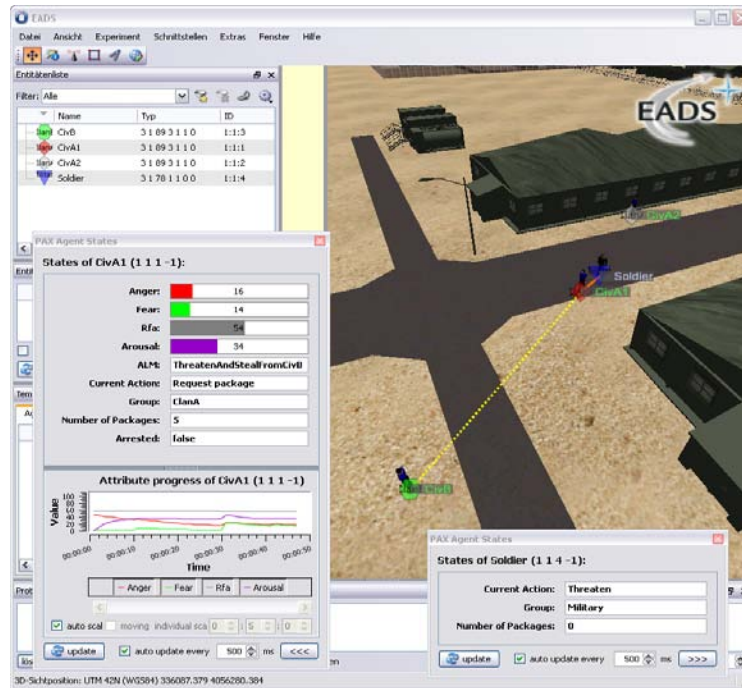 EADS
Datei Ansicht Experiment Schnittstellen Extras Fenster Hilfe
Entitätenliste
Filter: Alle
Name Typ ID
CivB 3 1 89 3 1 1 0 1:1:3
CivA1 3 1 89 3 1 1 0 1:1:1
CivA2 3 1 89 3 1 1 0 1:1:2
Soldier 3 1 78 1 1 0 0 1:1:4
EADS
CivA2
Soldier
CivA1
CivB
PAX Agent States
States of CivA1 (1 1 1 -1):
Anger: 16
Fear: 14
Rfa: 54
Arousal: 34
ALM: ThreatenAndStealFromCivB
Current Action: Request package
Group: ClanA
Number of Packages: 5
Arrested: false
Attribute progress of CivA1 (1 1 1 -1)
Value
100
80
60
40
20
0
00:00:00 00:00:10 00:00:20 00:00:30 00:00:40 00:00:50
Time
Anger Fear Rfa Arousal
auto scal moving individual sca 0 : 5 : 0
update auto update every 500 ms <<<
PAX Agent States
States of Soldier (1 1 4 -1):
Current Action: Threaten
Group: Military
Number of Packages: 0
update auto update every 500 ms >>>
3D-Sichtposition: UTM 42N (WGS84) 336087.379 4056280.384